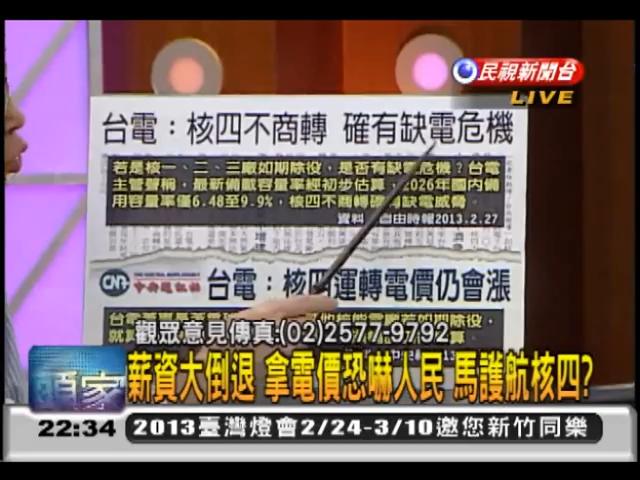 民視新聞台
LIVE
台電:核四不商轉 確有缺電危機
若是核一、二、三廠如期除役,是否有缺電危機?台電
主管聲稱,最新備載容量率經初步估算,2026年國內備
用容量率僅6.48至9.9%,核四不商轉確有缺電威脅。
資料 自由時報2013.2.27
CNA
中央通訊社
台電:核四運轉電價仍會漲
觀眾意見傳真:(02)2577-9792
頭家
薪資大倒退 拿電價恐嚇人民 馬護航核四?
22:34
2013臺灣燈會2/24-3/10邀您新竹同樂